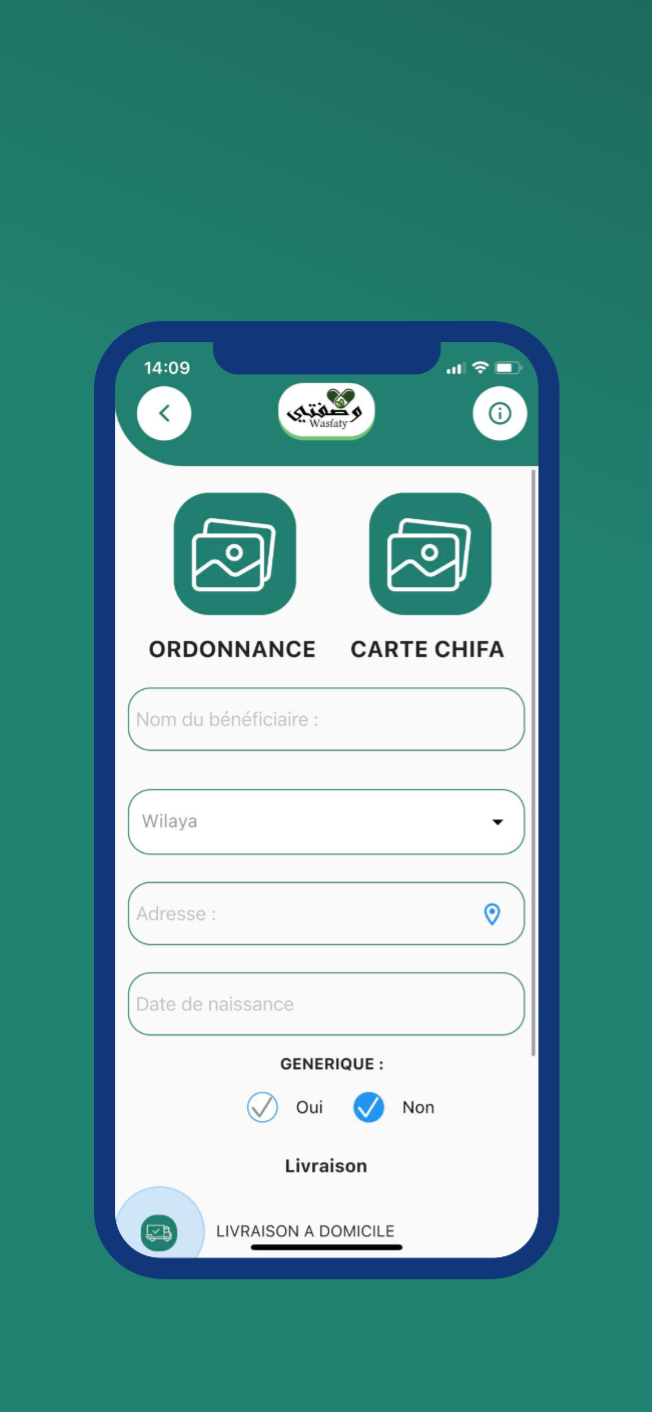 14:09
وصفتي
Wasfaty
ORDONNANCE
CARTE CHIFA
Nom du bénéficiaire :
Wilaya
Adresse :
Date de naissance
GENERIQUE :
Oui
Non
Livraison
LIVRAISON A DOMICILE